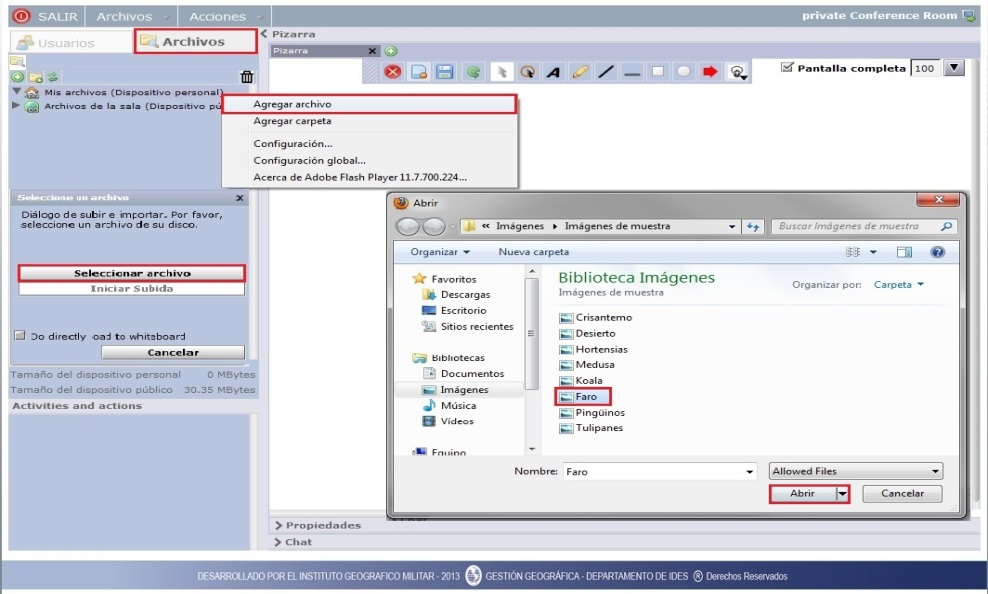 SALIR Archivos Acciones private Conference Room
Usuarios Archivos
Pizarra
Pizarra
Pantalla completa 100
Mis archivos (Dispositivo personal)
Archivos de la sala (Dispositivo pú
Agregar archivo
Agregar carpeta
Configuración...
Configuración global...
Acerca de Adobe Flash Player 11.7.700.224...
Seleccione un archivo
Diálogo de subir e importar. Por favor,
seleccione un archivo de su disco.
Seleccionar archivo
Iniciar Subida
Do directly load to whiteboard
Cancelar
Tamaño del dispositivo personal 0 MBytes
Tamaño del dispositivo público 30.35 MBytes
Activities and actions
Abrir
« Imágenes Imágenes de muestra
Buscar Imágenes de muestra
Organizar Nueva carpeta
Favoritos
Descargas
Escritorio
Sitios recientes
Bibliotecas
Documentos
Imágenes
Música
Vídeos
Equipo
Biblioteca Imágenes
Imágenes de muestra
Organizar por: Carpeta
Crisantemo
Desierto
Hortensias
Medusa
Koala
Faro
Pingüinos
Tulipanes
Nombre: Faro Allowed Files
Abrir Cancelar
Propiedades
Chat
DESARROLLADO POR EL INSTITUTO GEOGRAFICO MILITAR - 2013 GESTIÓN GEOGRÁFICA - DEPARTAMENTO DE IDES ® Derechos Reservados